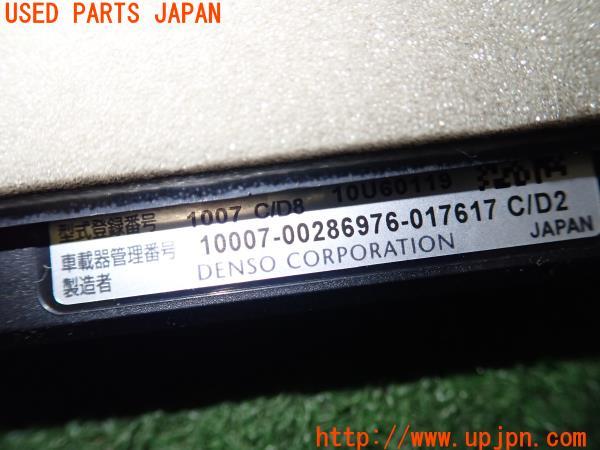 USED PARTS JAPAN
型式登録番号 1007 C/D8 10U60119
車載器管理番号 10007-00286976-017617 C/D2
製造者 DENSO CORPORATION JAPAN
http://www.upjpn.com/